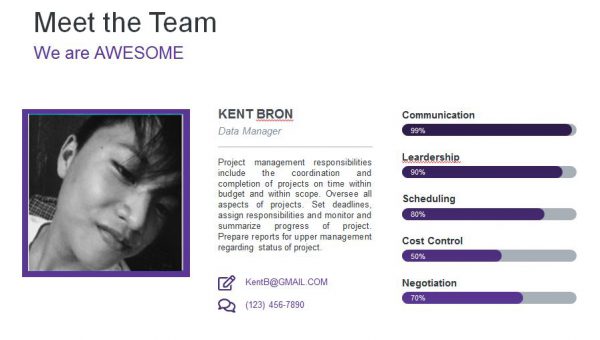 Meet the Team
We are AWESOME
KENT BRON
Data Manager
Project management responsibilities
include the coordination and
completion of projects on time within
budget and within scope. Oversee all
aspects of projects. Set deadlines,
assign responsibilities and monitor and
summarize progress of project.
Prepare reports for upper management
regarding status of project.
KentB@GMAIL.COM
(123) 456-7890
Communication
99%
Leardership
90%
Scheduling
80%
Cost Control
50%
Negotiation
70%